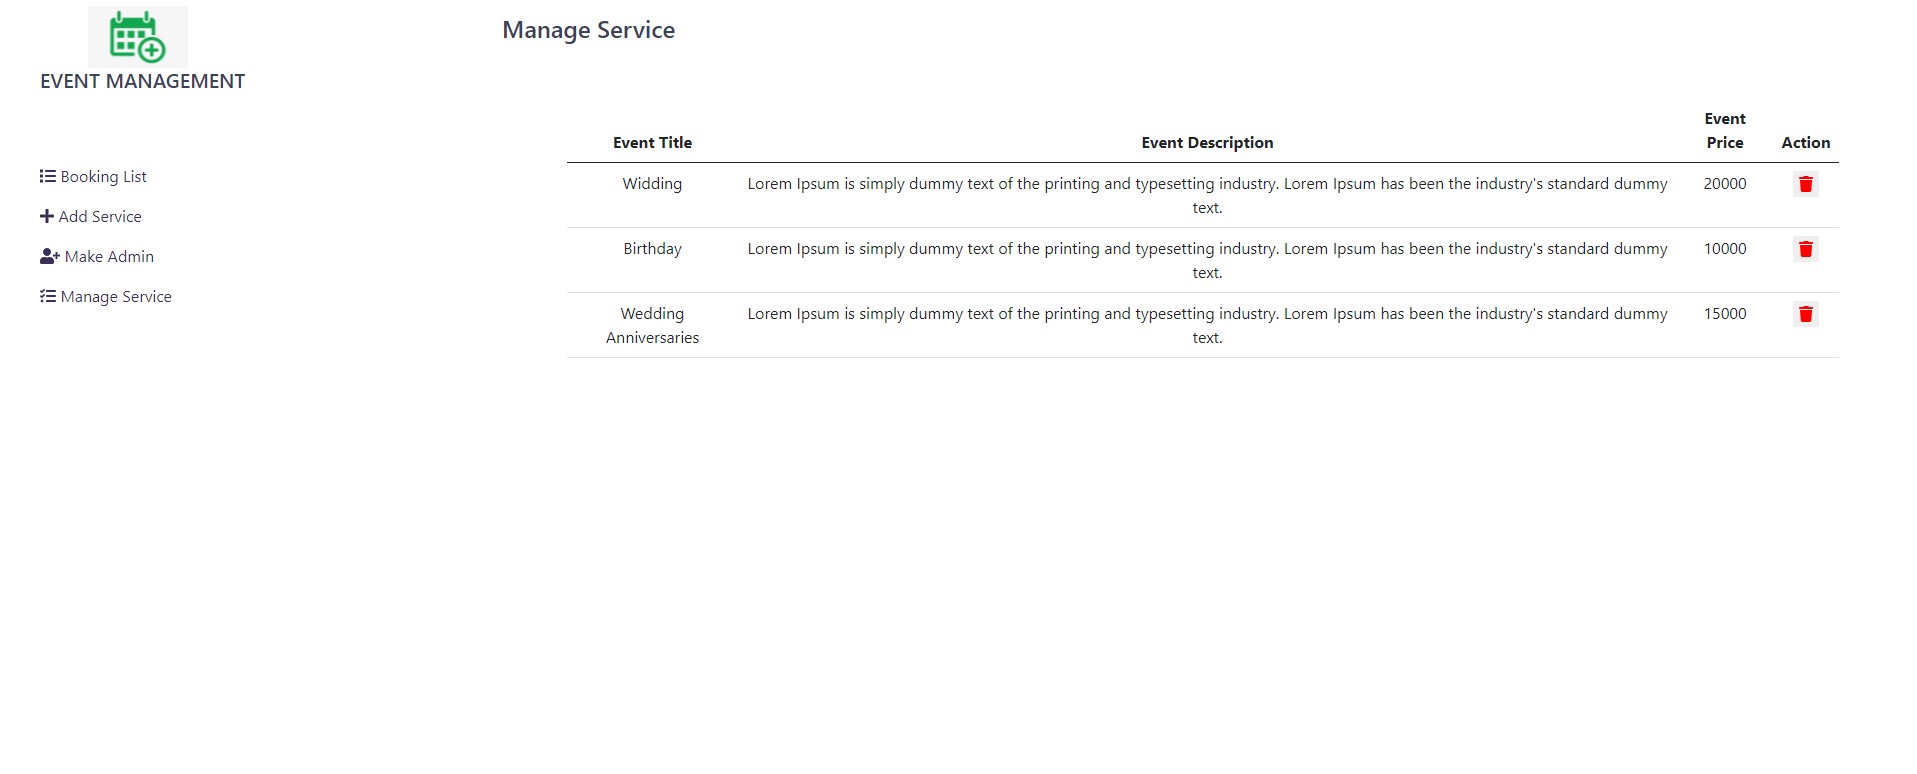 EVENT MANAGEMENT
Booking List
Add Service
Make Admin
Manage Service
Manage Service
Event Title Event Description Event
Price Action
Widding Lorem Ipsum is simply dummy text of the printing and typesetting industry. Lorem Ipsum has been the industry's standard dummy
text. 20000
Birthday Lorem Ipsum is simply dummy text of the printing and typesetting industry. Lorem Ipsum has been the industry's standard dummy
text. 10000
Wedding
Anniversaries Lorem Ipsum is simply dummy text of the printing and typesetting industry. Lorem Ipsum has been the industry's standard dummy
text. 15000